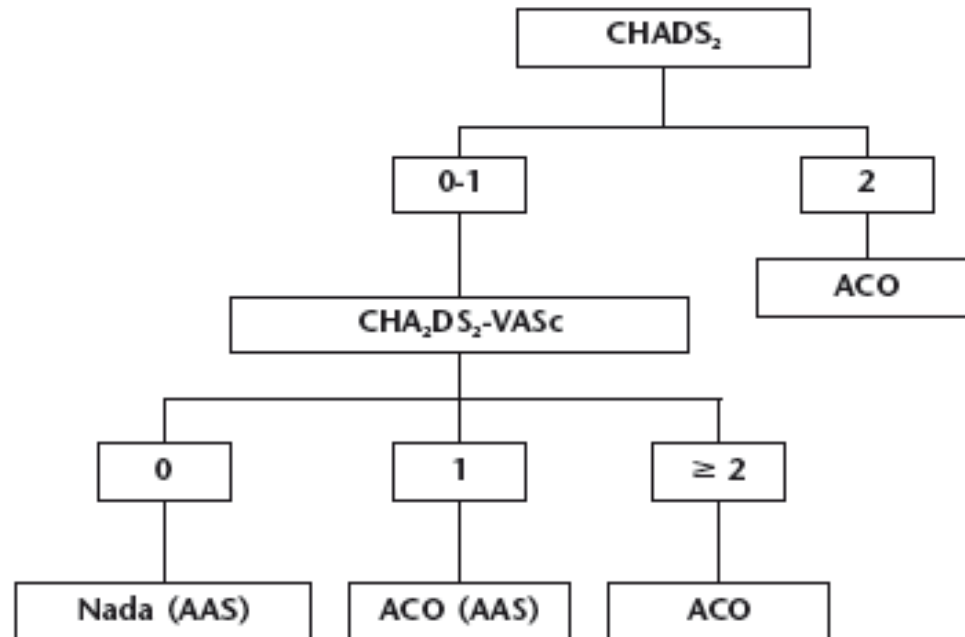 CHADS₂
0-1
2
ACO
CHA₂DS₂-VASc
0
1
≥ 2
Nada (AAS)
ACO (AAS)
ACO